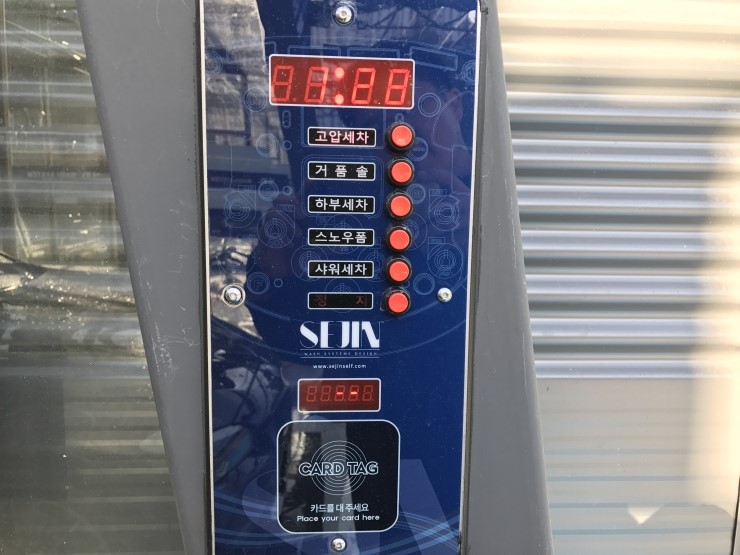 고압세차
거품솔
하부세차
스노우폼
샤워세차
정지
SEJIN
WASH SYSTEMS DESIGN
www.sejinself.com
CARD TAG
카드를 대 주세요
Place your card here